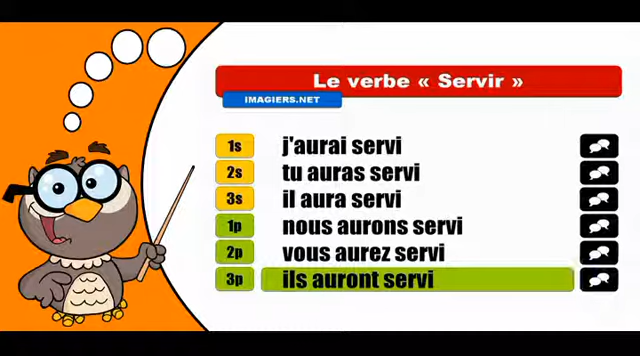 Le verbe « Servir »
IMAGIERS.NET
1s j'aurai servi
2s tu auras servi
3s il aura servi
1p nous aurons servi
2p vous aurez servi
3p ils auront servi